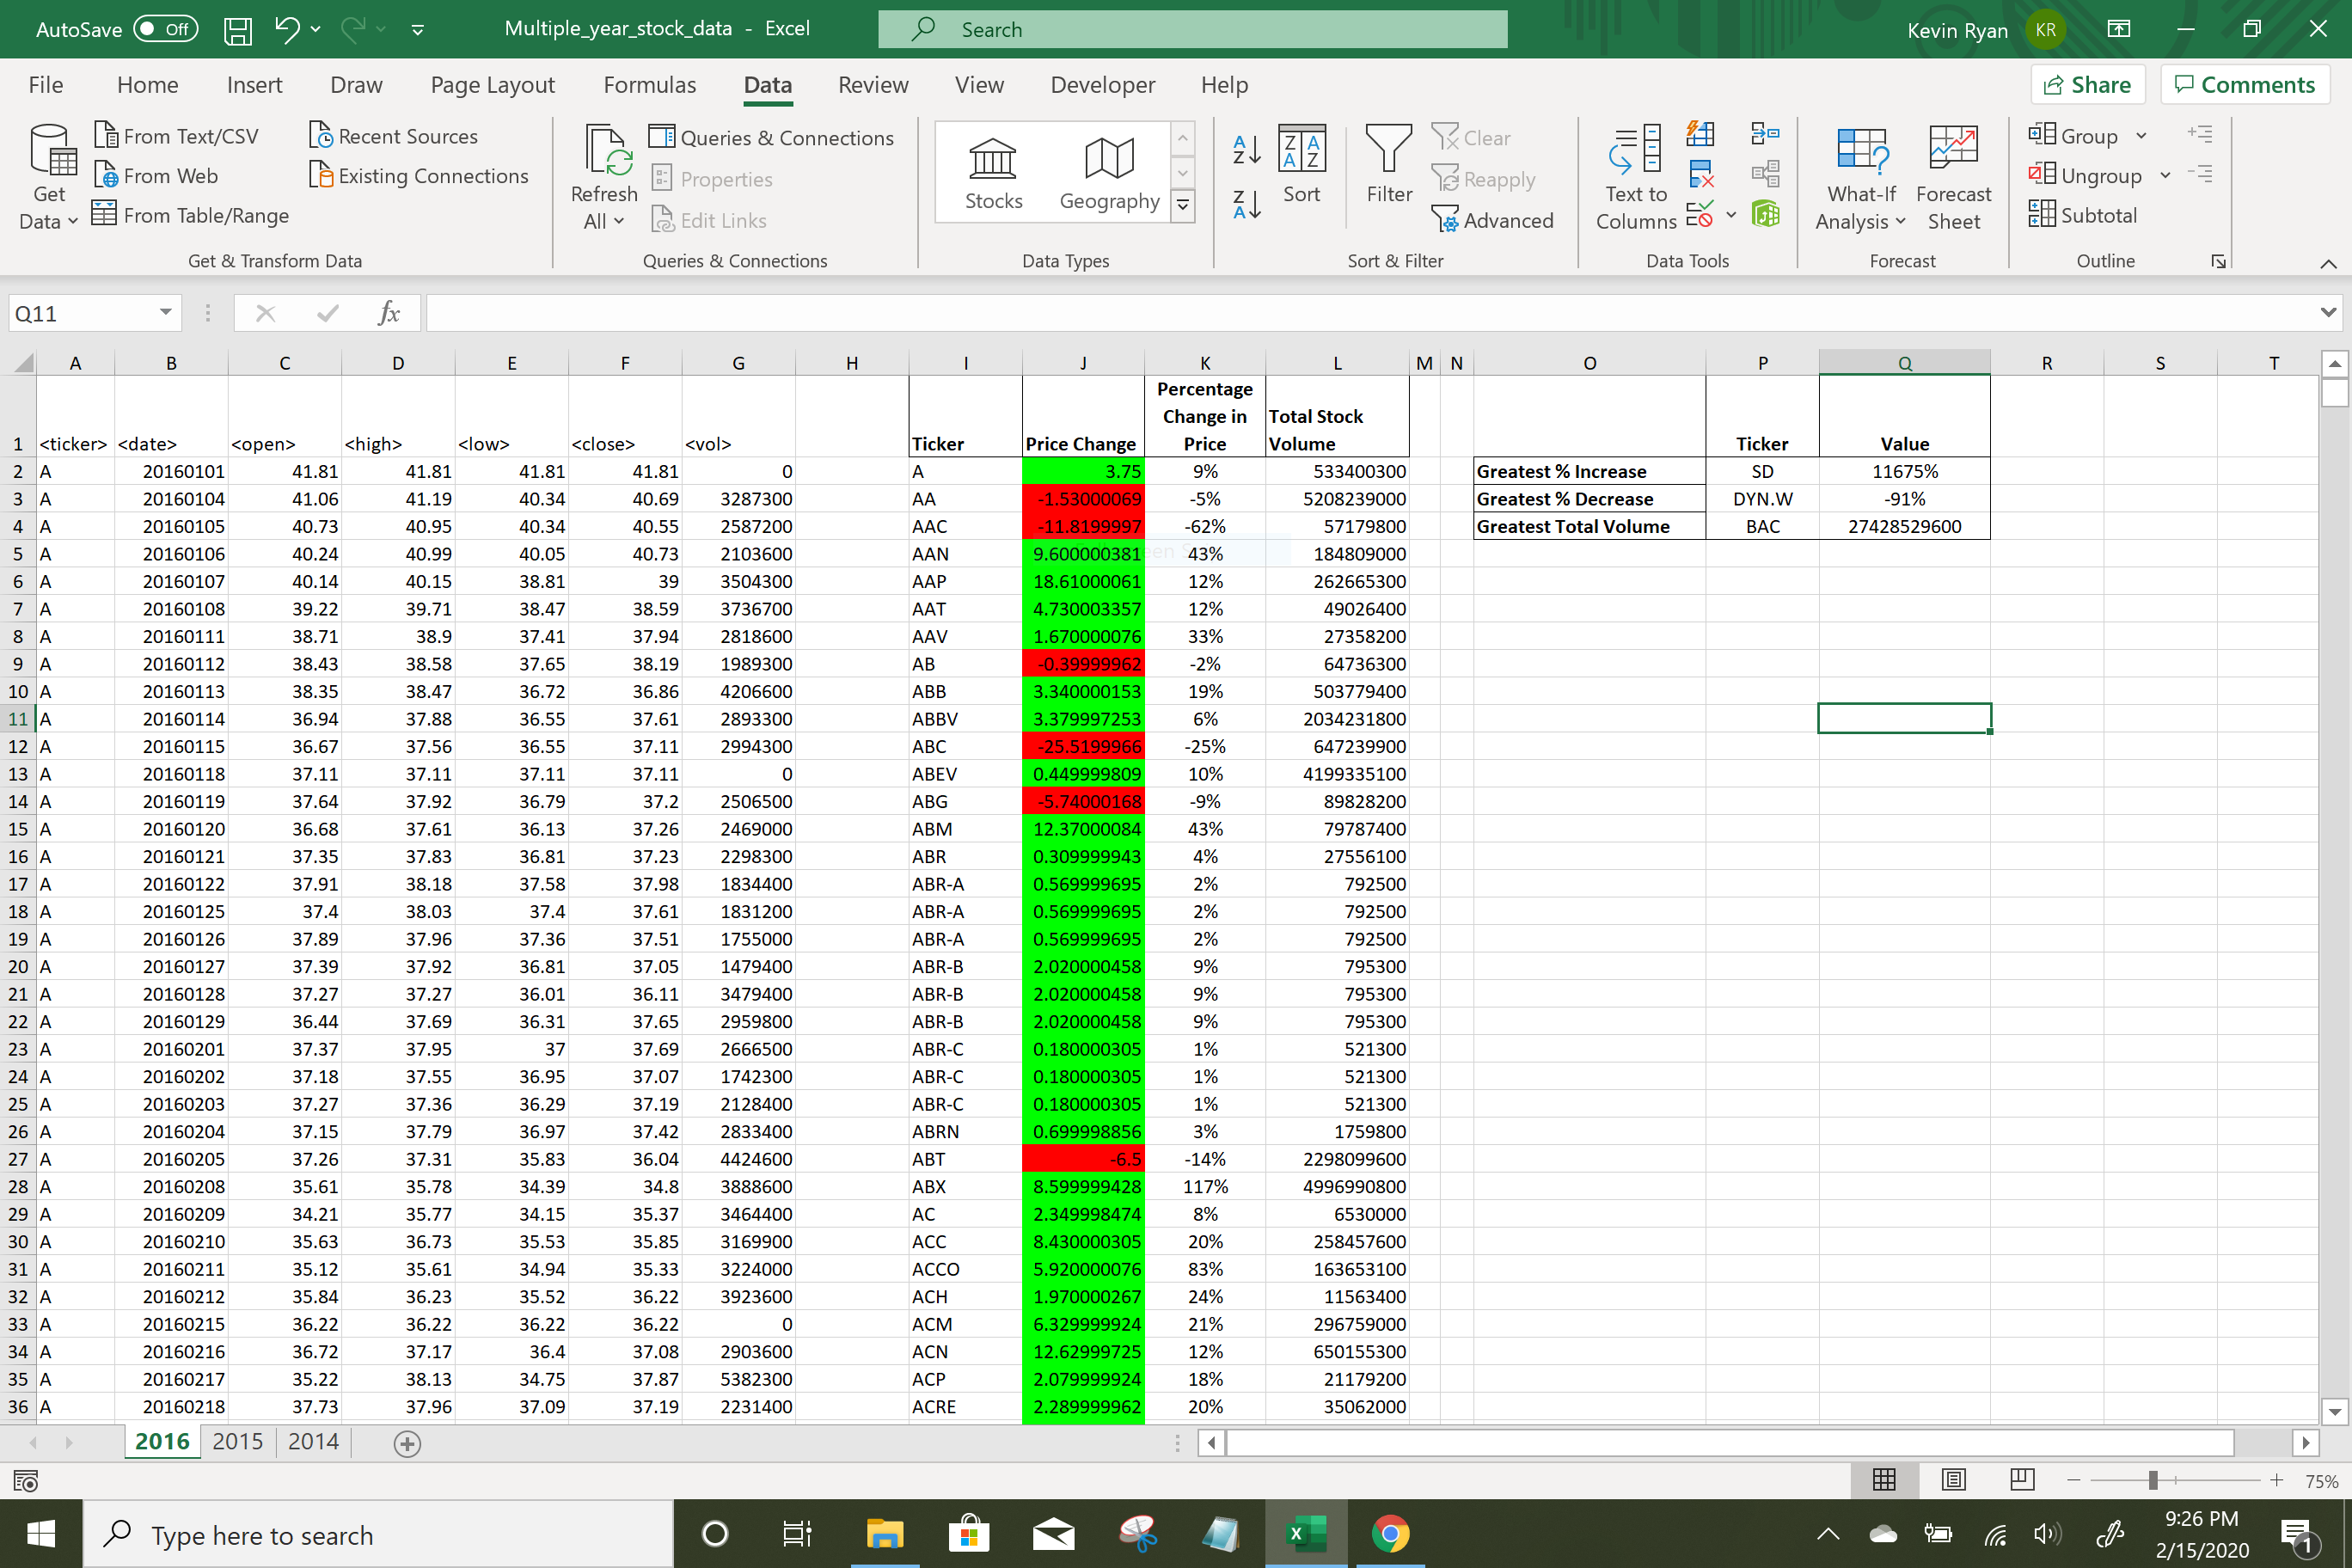 AutoSave Off Multiple_year_stock_data - Excel Search Kevin Ryan KR
File Home Insert Draw Page Layout Formulas Data Review View Developer Help Share Comments
Get Data
From Text/CSV
From Web
From Table/Range
Recent Sources
Existing Connections
Get & Transform Data
Refresh All
Queries & Connections
Properties
Edit Links
Queries & Connections
Stocks Geography
Data Types
Sort
Filter
Clear
Reapply
Advanced
Sort & Filter
Text to Columns
Data Tools
What-If Analysis
Forecast Sheet
Forecast
Group
Ungroup
Subtotal
Outline
Q11 fx
A B C D E F G H I J K L M N O P Q R S T
1 <ticker> <date> <open> <high> <low> <close> <vol> Ticker Price Change Percentage Change in Price Total Stock Volume Ticker Value
2 A 20160101 41.81 41.81 41.81 41.81 0 A 3.75 9% 533400300 Greatest % Increase SD 11675%
3 A 20160104 41.06 41.19 40.34 40.69 3287300 AA -1.53000069 -5% 5208239000 Greatest % Decrease DYN.W -91%
4 A 20160105 40.73 40.95 40.34 40.55 2587200 AAC -11.8199997 -62% 57179800 Greatest Total Volume BAC 27428529600
5 A 20160106 40.24 40.99 40.05 40.73 2103600 AAN 9.600000381 43% 184809000
6 A 20160107 40.14 40.15 38.81 39 3504300 AAP 18.61000061 12% 262665300
7 A 20160108 39.22 39.71 38.47 38.59 3736700 AAT 4.730003357 12% 49026400
8 A 20160111 38.71 38.9 37.41 37.94 2818600 AAV 1.670000076 33% 27358200
9 A 20160112 38.43 38.58 37.65 38.19 1989300 AB -0.39999962 -2% 64736300
10 A 20160113 38.35 38.47 36.72 36.86 4206600 ABB 3.340000153 19% 503779400
11 A 20160114 36.94 37.88 36.55 37.61 2893300 ABBV 3.379997253 6% 2034231800
12 A 20160115 36.67 37.56 36.55 37.11 2994300 ABC -25.5199966 -25% 647239900
13 A 20160118 37.11 37.11 37.11 37.11 0 ABEV 0.449999809 10% 4199335100
14 A 20160119 37.64 37.92 36.79 37.2 2506500 ABG -5.74000168 -9% 89828200
15 A 20160120 36.68 37.61 36.13 37.26 2469000 ABM 12.37000084 43% 79787400
16 A 20160121 37.35 37.83 36.81 37.23 2298300 ABR 0.309999943 4% 27556100
17 A 20160122 37.91 38.18 37.58 37.98 1834400 ABR-A 0.569999695 2% 792500
18 A 20160125 37.4 38.03 37.4 37.61 1831200 ABR-A 0.569999695 2% 792500
19 A 20160126 37.89 37.96 37.36 37.51 1755000 ABR-A 0.569999695 2% 792500
20 A 20160127 37.39 37.92 36.81 37.05 1479400 ABR-B 2.020000458 9% 795300
21 A 20160128 37.27 37.27 36.01 36.11 3479400 ABR-B 2.020000458 9% 795300
22 A 20160129 36.44 37.69 36.31 37.65 2959800 ABR-B 2.020000458 9% 795300
23 A 20160201 37.37 37.95 37 37.69 2666500 ABR-C 0.180000305 1% 521300
24 A 20160202 37.18 37.55 36.95 37.07 1742300 ABR-C 0.180000305 1% 521300
25 A 20160203 37.27 37.36 36.29 37.19 2128400 ABR-C 0.180000305 1% 521300
26 A 20160204 37.15 37.79 36.97 37.42 2833400 ABRN 0.699998856 3% 1759800
27 A 20160205 37.26 37.31 35.83 36.04 4424600 ABT -6.5 -14% 2298099600
28 A 20160208 35.61 35.78 34.39 34.8 3888600 ABX 8.599999428 117% 4996990800
29 A 20160209 34.21 35.77 34.15 35.37 3464400 AC 2.349998474 8% 6530000
30 A 20160210 35.63 36.73 35.53 35.85 3169900 ACC 8.430000305 20% 258457600
31 A 20160211 35.12 35.61 34.94 35.33 3224000 ACCO 5.920000076 83% 163653100
32 A 20160212 35.84 36.23 35.52 36.22 3923600 ACH 1.970000267 24% 11563400
33 A 20160215 36.22 36.22 36.22 36.22 0 ACM 6.329999924 21% 296759000
34 A 20160216 36.72 37.17 36.4 37.08 2903600 ACN 12.62999725 12% 650155300
35 A 20160217 35.22 38.13 34.75 37.87 5382300 ACP 2.079999924 18% 21179200
36 A 20160218 37.73 37.96 37.09 37.19 2231400 ACRE 2.289999962 20% 35062000
2016 2015 2014
75%
Type here to search
9:26 PM
2/15/2020
1